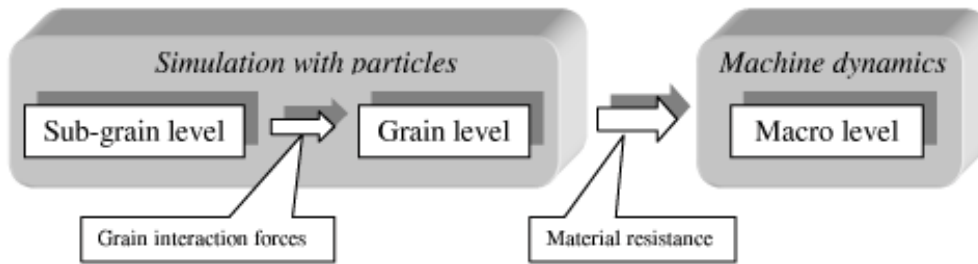 Simulation with particles
Machine dynamics
Sub-grain level
Grain level
Macro level
Grain interaction forces
Material resistance